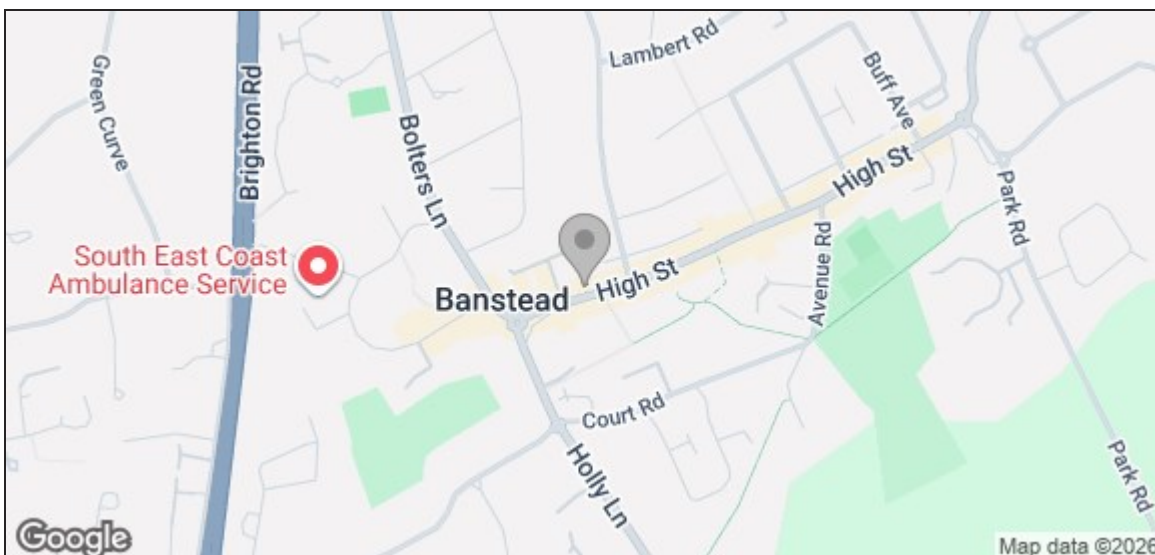 Lambert Rd
Green Curve
Brighton Rd
Bolters Ln
Buff Ave
High St
Park Rd
South East Coast
Ambulance Service
Banstead
High St
Avenue Rd
Court Rd
Holly Ln
Park Rd
Google
Map data ©2026